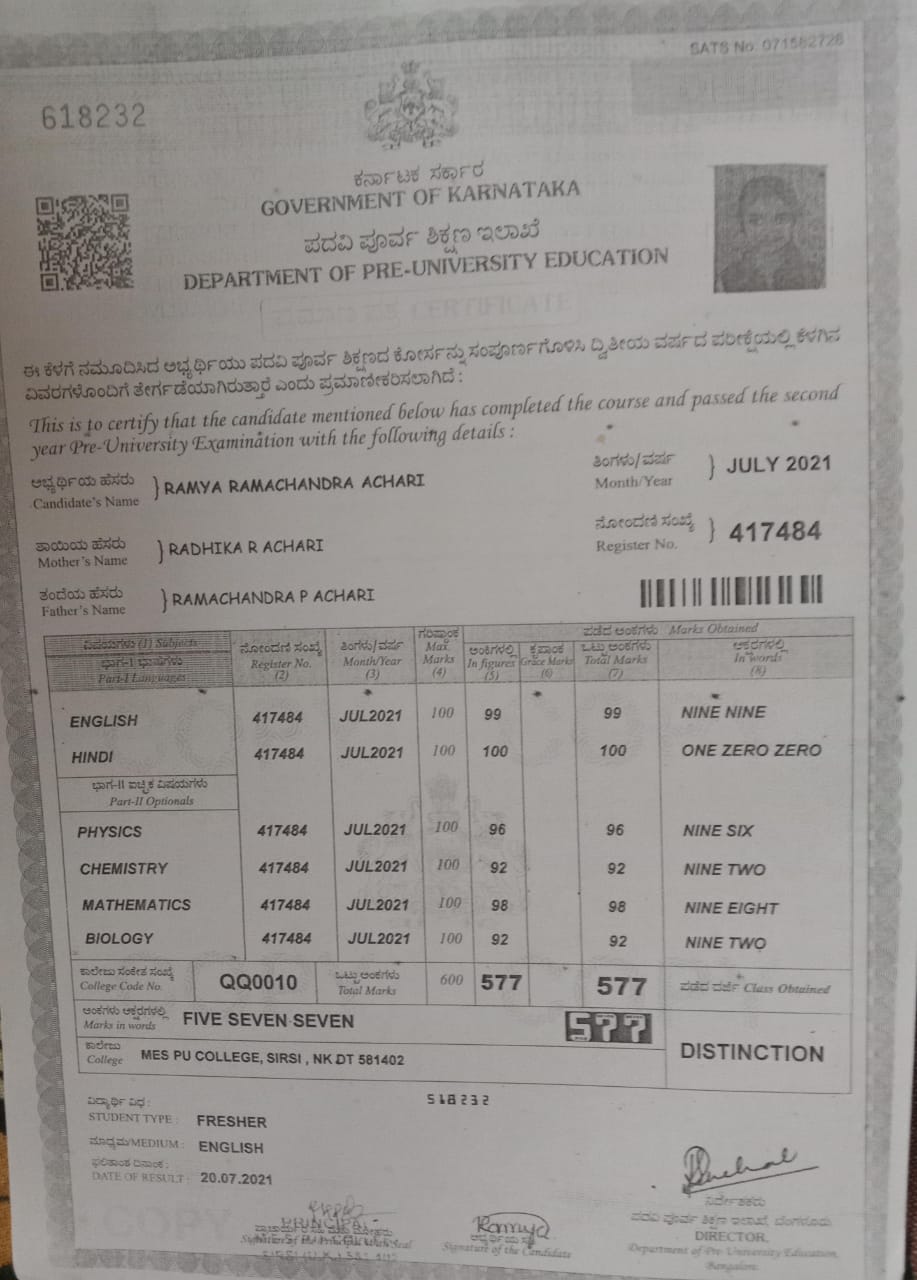 SATS No. 071582728
618232
ಕರ್ನಾಟಕ ಸರ್ಕಾರ
GOVERNMENT OF KARNATAKA
ಪದವಿ ಪೂರ್ವ ಶಿಕ್ಷಣ ಇಲಾಖೆ
DEPARTMENT OF PRE-UNIVERSITY EDUCATION
CERTIFICATE
ಈ ಕೆಳಗೆ ನಮೂದಿಸಿದ ಅಭ್ಯರ್ಥಿಯು ಪದವಿ ಪೂರ್ವ ಶಿಕ್ಷಣದ ಕೋರ್ಸನ್ನು ಸಂಪೂರ್ಣಗೊಳಿಸಿ ದ್ವಿತೀಯ ವರ್ಷದ ಪರೀಕ್ಷೆಯಲ್ಲಿ ಕೆಳಗಿನ
ವಿವರಗಳೊಂದಿಗೆ ತೇರ್ಗಡೆಯಾಗಿರುತ್ತಾರೆ ಎಂದು ಪ್ರಮಾಣೀಕರಿಸಲಾಗಿದೆ :
This is to certify that the candidate mentioned below has completed the course and passed the second
year Pre-University Examination with the following details :
ಅಭ್ಯರ್ಥಿಯ ಹೆಸರು
Candidate's Name } RAMYA RAMACHANDRA ACHARI
ತಿಂಗಳು/ವರ್ಷ
Month/Year } JULY 2021
ತಾಯಿಯ ಹೆಸರು
Mother's Name } RADHIKA R ACHARI
ನೋಂದಣಿ ಸಂಖ್ಯೆ
Register No. } 417484
ತಂದೆಯ ಹೆಸರು
Father's Name } RAMACHANDRA P ACHARI
ವಿಷಯಗಳು (1) Subjects
ಭಾಗ-I ಭಾಷೆಗಳು
Part-I Languages
ನೋಂದಣಿ ಸಂಖ್ಯೆ
Register No.
(2)
ತಿಂಗಳು/ವರ್ಷ
Month/Year
(3)
ಗರಿಷ್ಠಾಂಕ
Max. Marks
(4)
ಪಡೆದ ಅಂಕಗಳು Marks Obtained
ಅಂಕಿಗಳಲ್ಲಿ
In figures
(5)
ಕೃಪಾಂಕ
Grace Marks
(6)
ಒಟ್ಟು ಅಂಕಗಳು
Total Marks
(7)
ಅಕ್ಷರಗಳಲ್ಲಿ
In words
(8)
ENGLISH 417484 JUL2021 100 99 99 NINE NINE
HINDI 417484 JUL2021 100 100 100 ONE ZERO ZERO
ಭಾಗ-II ಐಚ್ಛಿಕ ವಿಷಯಗಳು
Part-II Optionals
PHYSICS 417484 JUL2021 100 96 96 NINE SIX
CHEMISTRY 417484 JUL2021 100 92 92 NINE TWO
MATHEMATICS 417484 JUL2021 100 98 98 NINE EIGHT
BIOLOGY 417484 JUL2021 100 92 92 NINE TWO
ಕಾಲೇಜು ಸಂಕೇತ ಸಂಖ್ಯೆ
College Code No. QQ0010
ಒಟ್ಟು ಅಂಕಗಳು
Total Marks 600 577 577
ಪಡೆದ ದರ್ಜೆ Class Obtained
ಅಂಕಗಳು ಅಕ್ಷರಗಳಲ್ಲಿ
Marks in words FIVE SEVEN SEVEN 577
ಕಾಲೇಜು
College MES PU COLLEGE, SIRSI , NK DT 581402
DISTINCTION
ವಿದ್ಯಾರ್ಥಿ ವಿಧ :
STUDENT TYPE : FRESHER
518232
ಮಾಧ್ಯಮ/MEDIUM : ENGLISH
ಫಲಿತಾಂಶ ದಿನಾಂಕ :
DATE OF RESULT : 20.07.2021
COPY
PRINCIPAL
Signature of the Principal with Seal
Ramya
Signature of the Candidate
ನಿರ್ದೇಶಕರು
ಪದವಿ ಪೂರ್ವ ಶಿಕ್ಷಣ ಇಲಾಖೆ, ಬೆಂಗಳೂರು.
DIRECTOR,
Department of Pre-University Education,
Bangalore.